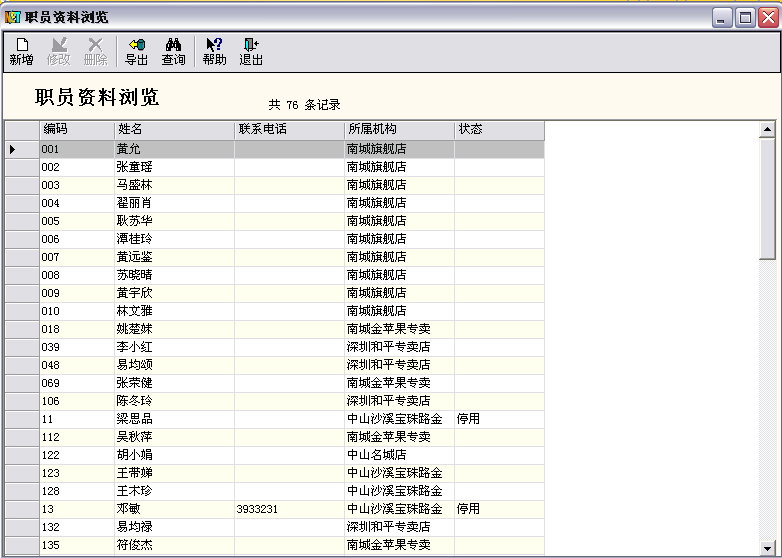 职员资料浏览
新增 修改 删除 导出 查询 帮助 退出
职员资料浏览 共 76 条记录
编码 姓名 联系电话 所属机构 状态
001 黄允 南城旗舰店
002 张童瑶 南城旗舰店
003 马盛林 南城旗舰店
004 翟丽肖 南城旗舰店
005 耿苏华 南城旗舰店
006 潭桂玲 南城旗舰店
007 黄远鉴 南城旗舰店
008 苏晓晴 南城旗舰店
009 黄宇欣 南城旗舰店
010 林文雅 南城旗舰店
018 姚楚妹 南城金苹果专卖
039 李小红 深圳和平专卖店
048 易均颂 深圳和平专卖店
069 张荣健 南城金苹果专卖
106 陈冬玲 深圳和平专卖店
11 梁思品 中山沙溪宝珠路金 停用
112 吴秋萍 南城金苹果专卖
122 胡小娟 中山名城店
123 王带娣 中山沙溪宝珠路金
128 王木珍 中山沙溪宝珠路金
13 邓敏 3933231 中山沙溪宝珠路金 停用
132 易均禄 深圳和平专卖店
135 符俊杰 南城金苹果专卖